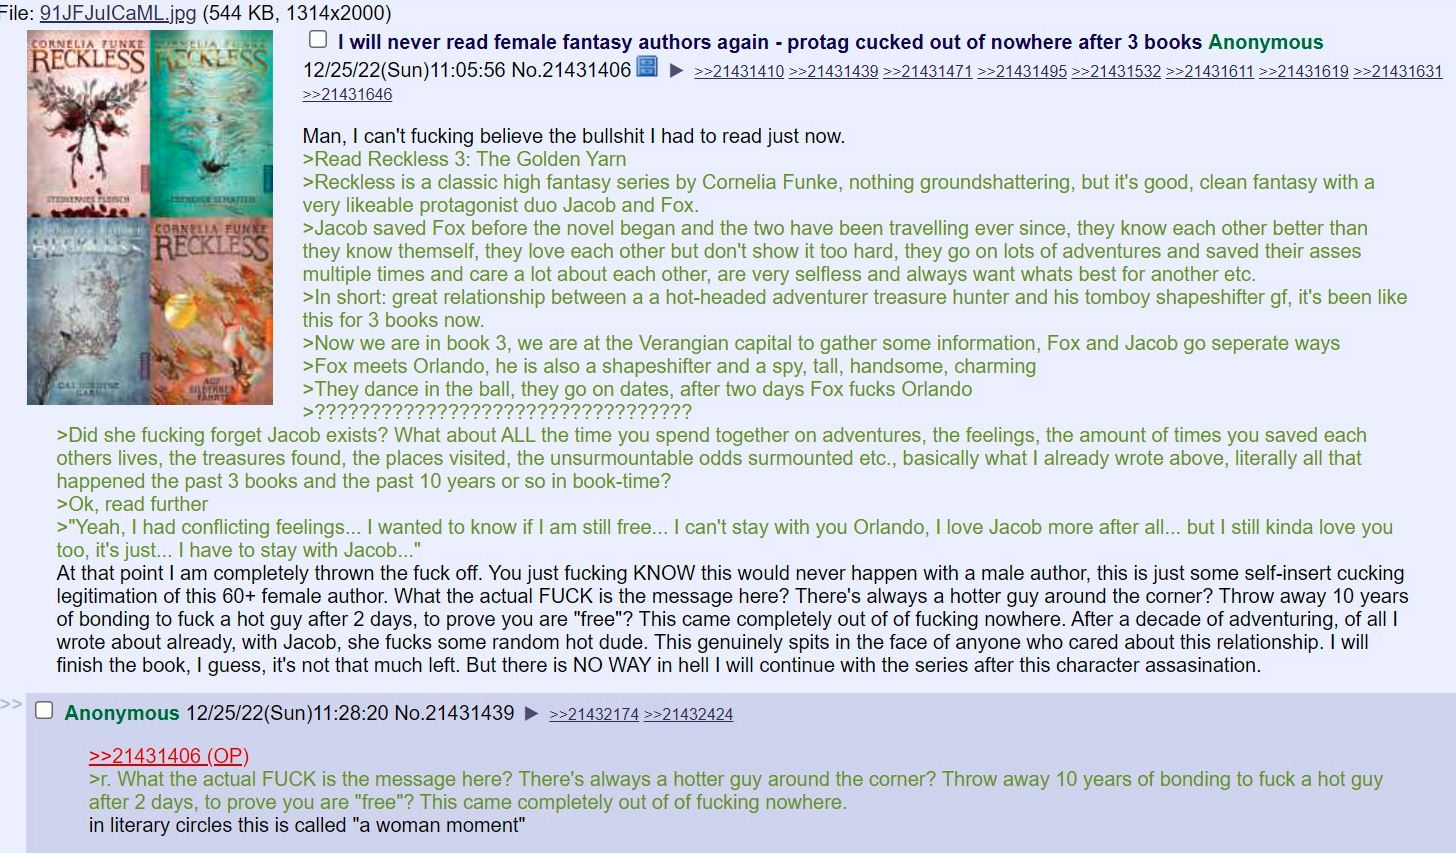 File: 91JFJuICaML.jpg (544 KB, 1314x2000)
CORNELIA FUNKE
RECKLESS
STEINERNES FLEISCH
CORNELIA FUNKE
RECKLESS
LEBENDIGE SCHATTEN
RECKLESS
DAS GOLDENE GARN
CORNELIA FUNKE
RECKLESS
AUF SILBERNER FÄHRTE
I will never read female fantasy authors again - protag cucked out of nowhere after 3 books Anonymous
12/25/22(Sun)11:05:56 No.21431406 ▶ >>21431410 >>21431439 >>21431471 >>21431495 >>21431532 >>21431611 >>21431619 >>21431631
>>21431646
Man, I can't fucking believe the bullshit I had to read just now.
>Read Reckless 3: The Golden Yarn
>Reckless is a classic high fantasy series by Cornelia Funke, nothing groundshattering, but it's good, clean fantasy with a
very likeable protagonist duo Jacob and Fox.
>Jacob saved Fox before the novel began and the two have been travelling ever since, they know each other better than
they know themself, they love each other but don't show it too hard, they go on lots of adventures and saved their asses
multiple times and care a lot about each other, are very selfless and always want whats best for another etc.
>In short: great relationship between a a hot-headed adventurer treasure hunter and his tomboy shapeshifter gf, it's been like
this for 3 books now.
>Now we are in book 3, we are at the Verangian capital to gather some information, Fox and Jacob go seperate ways
>Fox meets Orlando, he is also a shapeshifter and a spy, tall, handsome, charming
>They dance in the ball, they go on dates, after two days Fox fucks Orlando
>??????????????????????????????????
>Did she fucking forget Jacob exists? What about ALL the time you spend together on adventures, the feelings, the amount of times you saved each
others lives, the treasures found, the places visited, the unsurmountable odds surmounted etc., basically what I already wrote above, literally all that
happened the past 3 books and the past 10 years or so in book-time?
>Ok, read further
>"Yeah, I had conflicting feelings... I wanted to know if I am still free... I can't stay with you Orlando, I love Jacob more after all... but I still kinda love you
too, it's just... I have to stay with Jacob..."
At that point I am completely thrown the fuck off. You just fucking KNOW this would never happen with a male author, this is just some self-insert cucking
legitimation of this 60+ female author. What the actual FUCK is the message here? There's always a hotter guy around the corner? Throw away 10 years
of bonding to fuck a hot guy after 2 days, to prove you are "free"? This came completely out of of fucking nowhere. After a decade of adventuring, of all I
wrote about already, with Jacob, she fucks some random hot dude. This genuinely spits in the face of anyone who cared about this relationship. I will
finish the book, I guess, it's not that much left. But there is NO WAY in hell I will continue with the series after this character assasination.
>> Anonymous 12/25/22(Sun)11:28:20 No.21431439 ▶ >>21432174 >>21432424
>>21431406 (OP)
>r. What the actual FUCK is the message here? There's always a hotter guy around the corner? Throw away 10 years of bonding to fuck a hot guy
after 2 days, to prove you are "free"? This came completely out of of fucking nowhere.
in literary circles this is called "a woman moment"